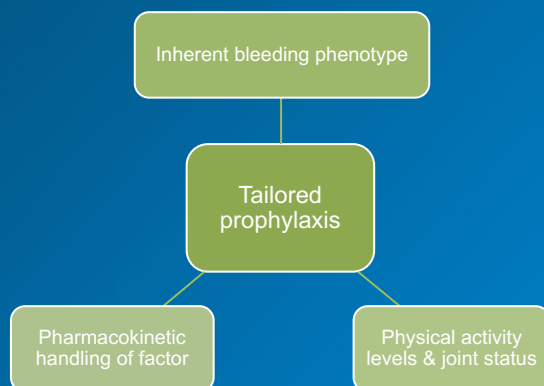 Inherent bleeding phenotype
Tailored
prophylaxis
Pharmacokinetic
handling of factor
Physical activity
levels & joint status